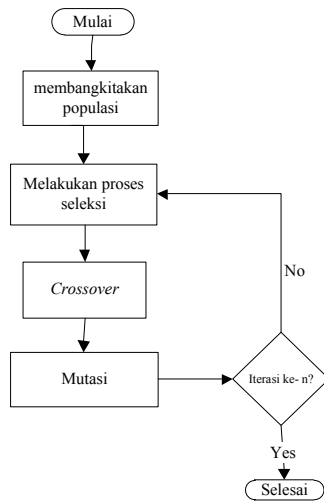 Mulai
membangkitakan
populasi
Melakukan proses
seleksi
Crossover
Mutasi
Iterasi ke- n?
No
Yes
Selesai